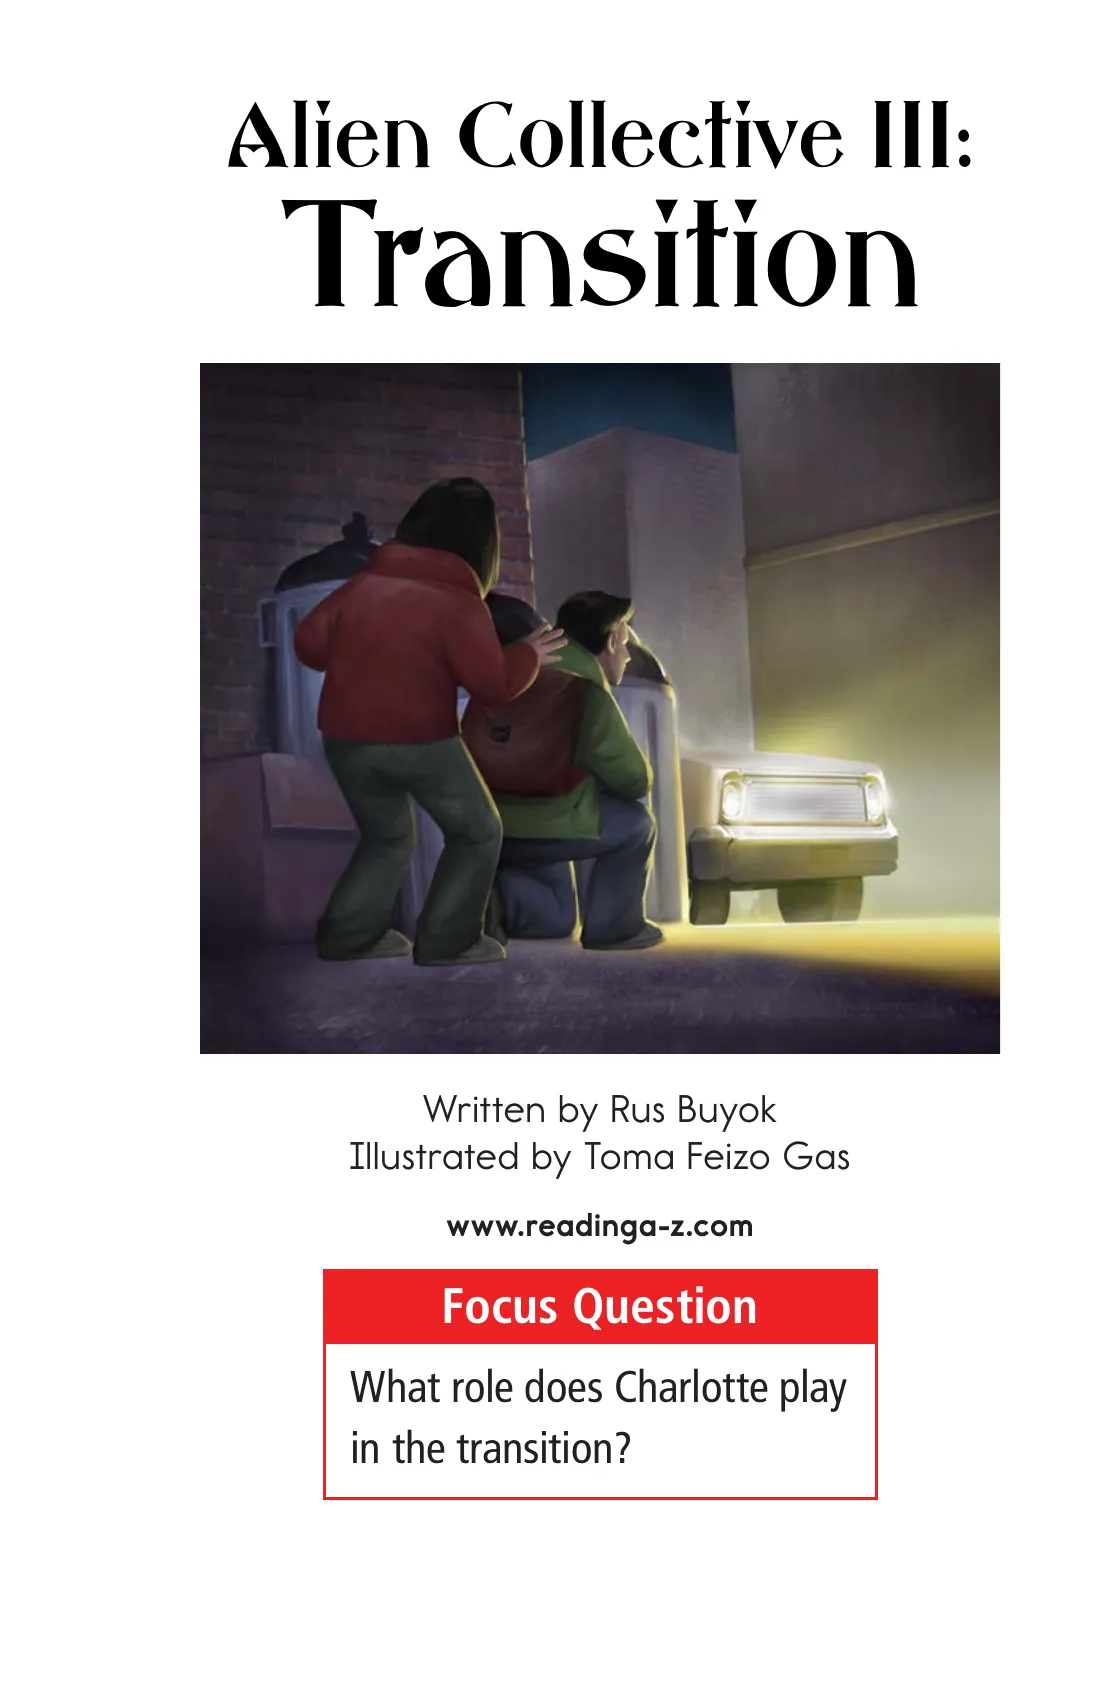 Alien Collective III:
Transition
Written by Rus Buyok
Illustrated by Toma Feizo Gas
www.readinga-z.com
Focus Question
What role does Charlotte play
in the transition?